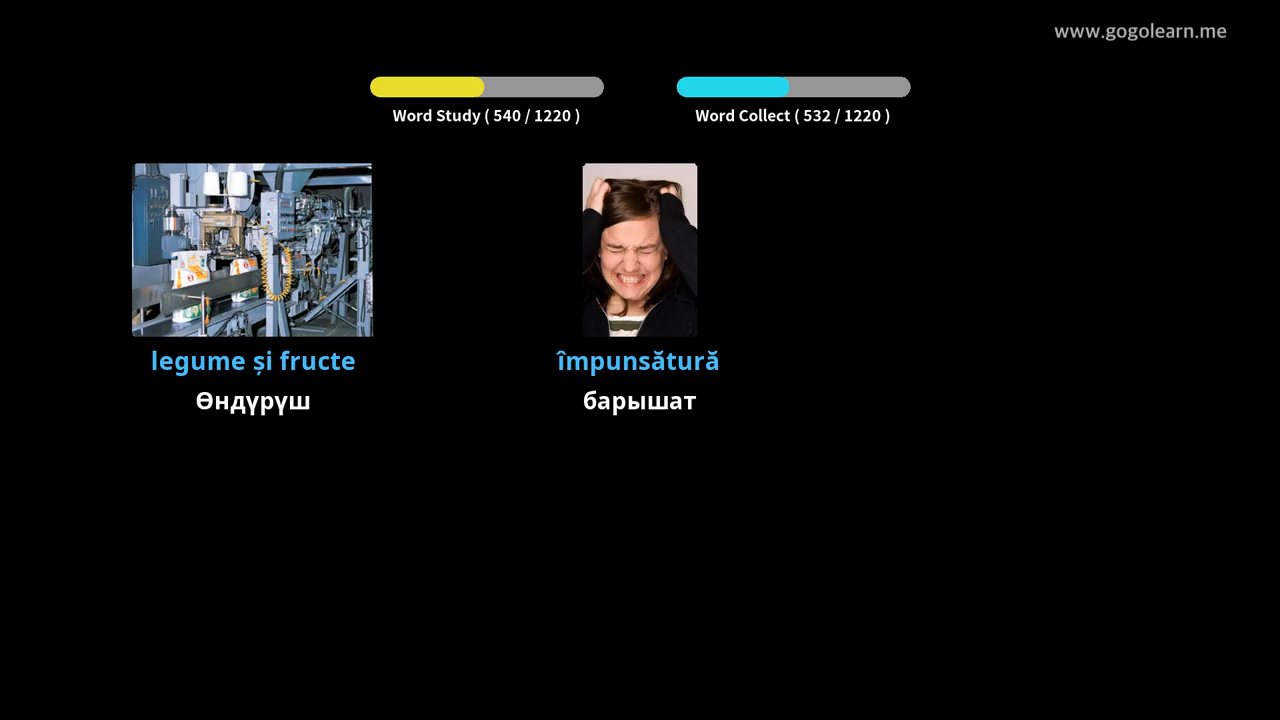 www.gogolearn.me
Word Study ( 540 / 1220 )
Word Collect ( 532 / 1220 )
legume și fructe
Өндүрүш
împunsătură
барышат